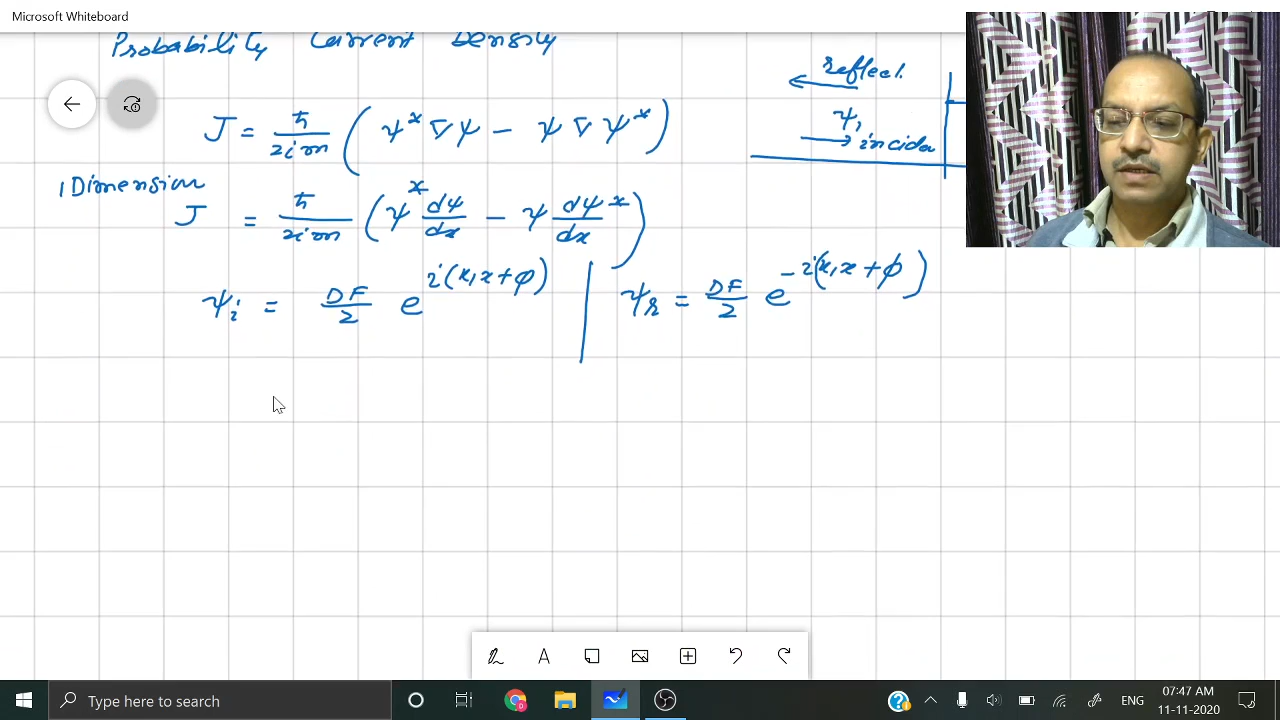 Microsoft Whiteboard
Probability Current Density
reflect.
ψ₁
incident
J = ℏ/2im (ψ* ∇ψ − ψ ∇ψ*)
1 Dimension
J = ℏ/2im (ψ* dψ/dx − ψ dψ*/dx)
ψi = DF/2 e^i(k₁x+φ) | ψr = DF/2 e^−i(k₁x+φ)
Type here to search
ENG
07:47 AM
11-11-2020